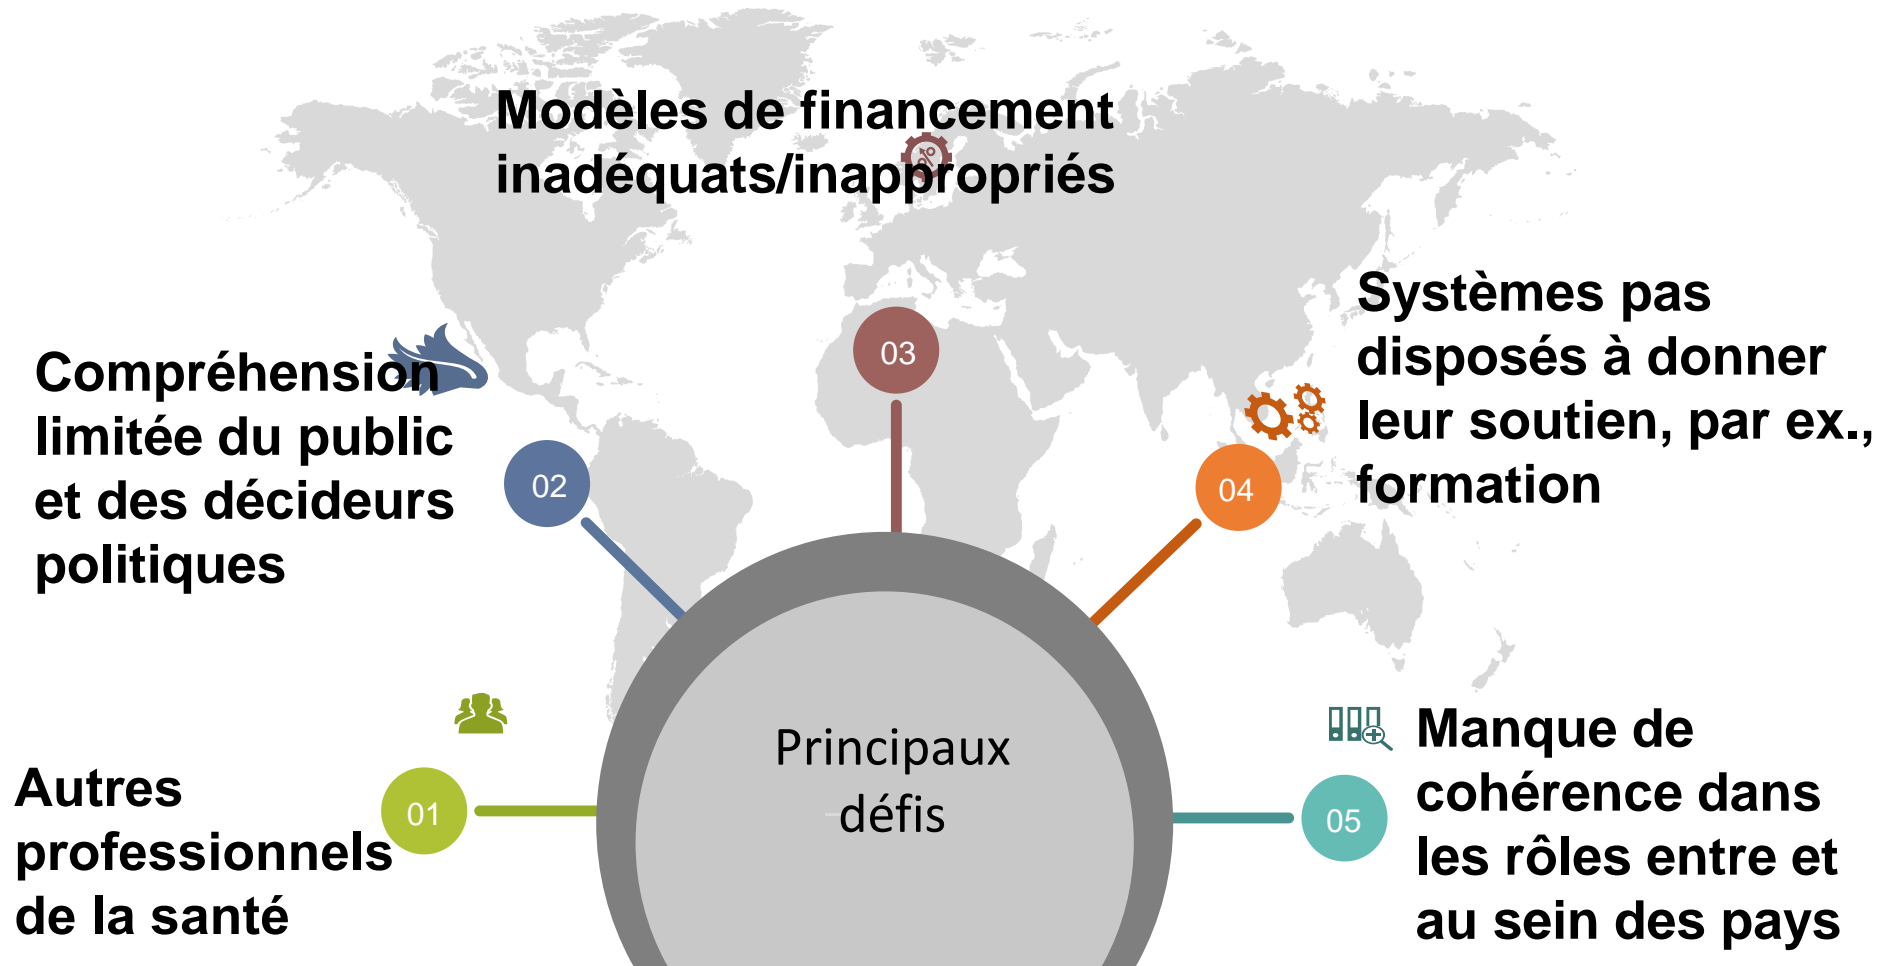 Modèles de financement
inadéquats/inappropriés
03
Compréhension
limitée du public
et des décideurs
politiques
02
Systèmes pas
disposés à donner
leur soutien, par ex.,
formation
04
Autres
professionnels
de la santé
01
Principaux
défis
Manque de
cohérence dans
les rôles entre et
au sein des pays
05